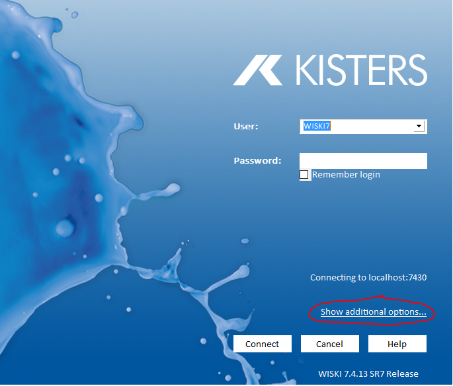 KISTERS
User:
WISKI7
Password:
Remember login
Connecting to localhost:7430
Show additional options...
Connect
Cancel
Help
WISKI 7.4.13 SR7 Release